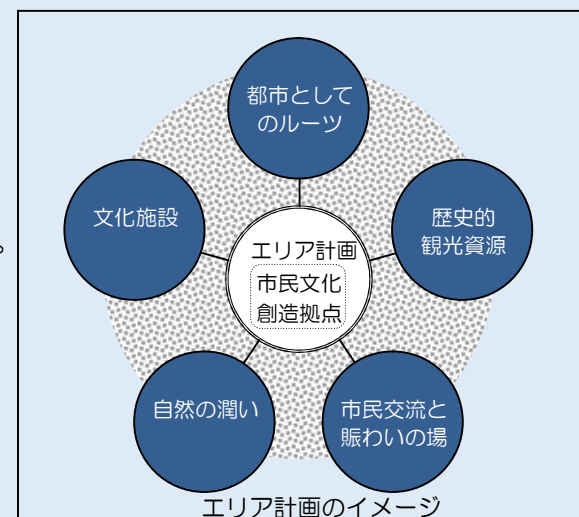 都市として
のルーツ
文化施設
歴史的
観光資源
。
エリア計画
市民文化
創造拠点
自然の潤い
市民交流と
賑わいの場
エリア計画のイメージ